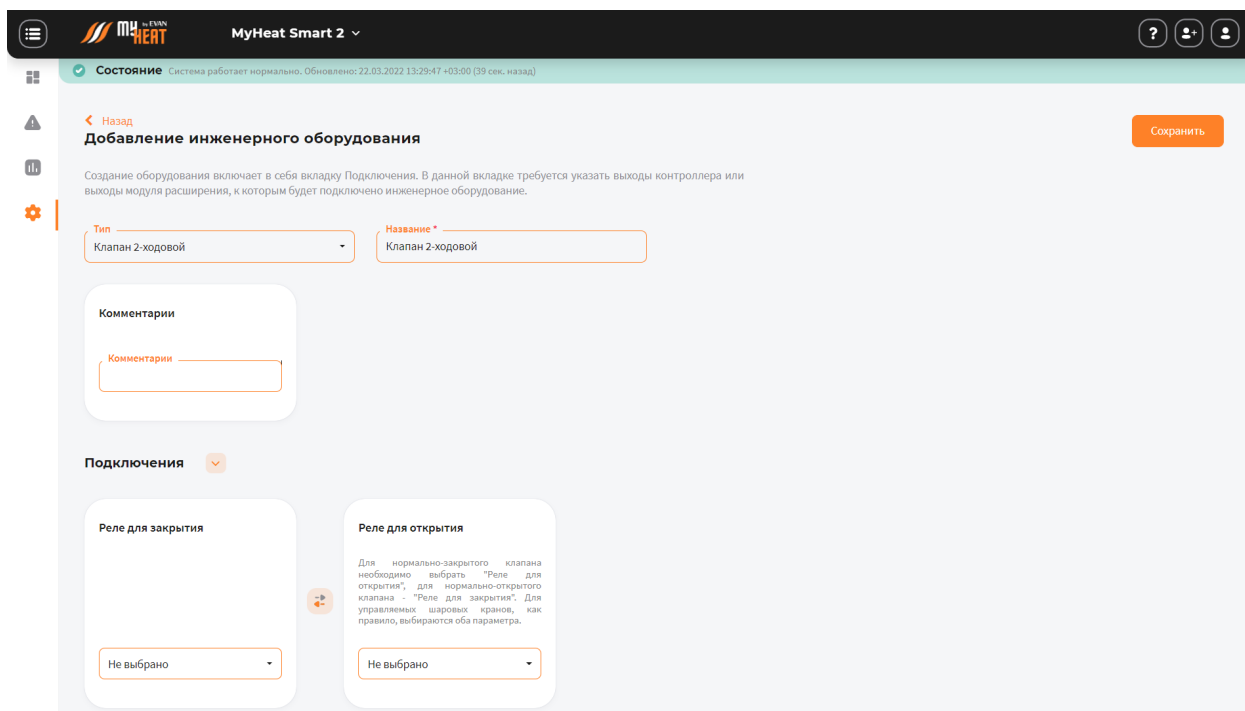 by EVAN
MY HEAT
MyHeat Smart 2
?
Состояние Система работает нормально. Обновлено: 22.03.2022 13:29:47 +03:00 (39 сек. назад)
Назад
Добавление инженерного оборудования
Сохранить
Создание оборудования включает в себя вкладку Подключения. В данной вкладке требуется указать выходы контроллера или
выходы модуля расширения, к которым будет подключено инженерное оборудование.
Тип
Клапан 2-ходовой
Название *
Клапан 2-ходовой
Комментарии
Комментарии
Подключения
Реле для закрытия
Не выбрано
Реле для открытия
Для нормально-закрытого клапана
необходимо выбрать "Реле для
открытия", для нормально-открытого
клапана - "Реле для закрытия". Для
управляемых шаровых кранов, как
правило, выбираются оба параметра.
Не выбрано